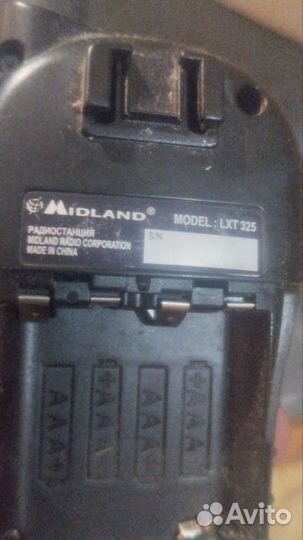 MIDLAND®
MODEL : LXT 325
РАДИОСТАНЦИЯ
MIDLAND RADIO CORPORATION
MADE IN CHINA
S/N
AAA+
+AAA
AAA+
+AAA
Avito